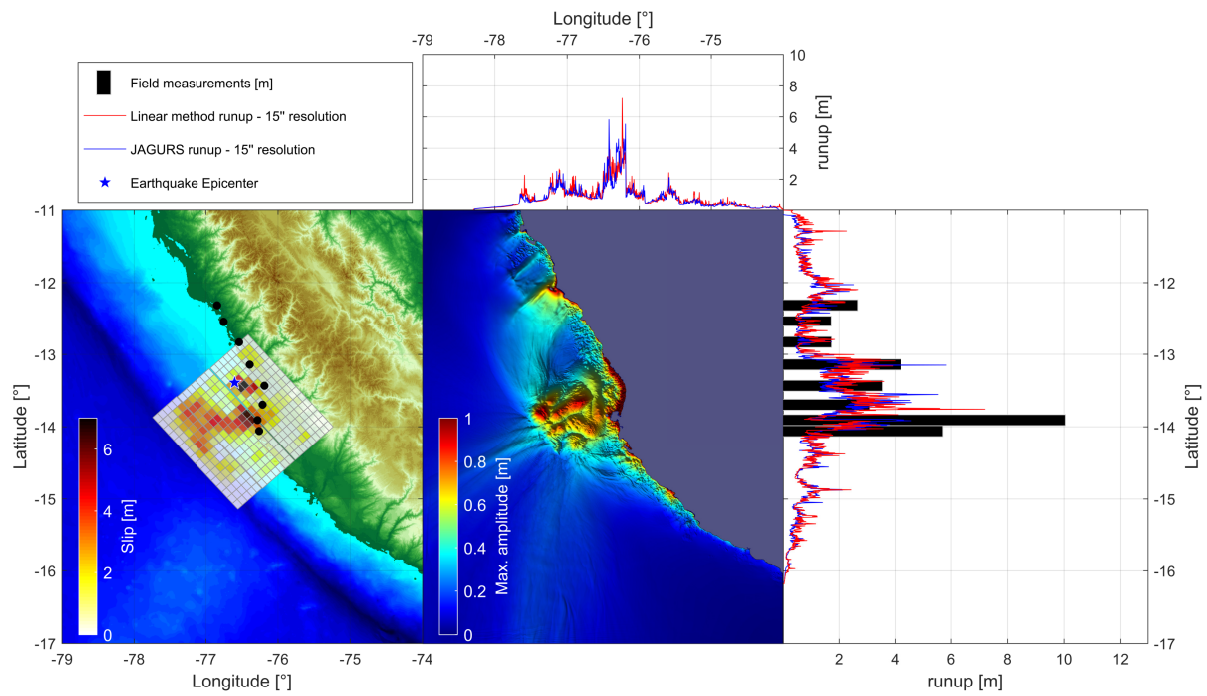 Longitude [°]
-79 -78 -77 -76 -75
10
8
6
4
2
runup [m]
Field measurements [m]
Linear method runup - 15'' resolution
JAGURS runup - 15'' resolution
Earthquake Epicenter
-11
-12
-13
-14
-15
-16
-17
Latitude [°]
6
4
2
0
Slip [m]
-79 -78 -77 -76 -75 -74
Longitude [°]
1
0.8
0.6
0.4
0.2
0
Max. amplitude [m]
-12
-13
-14
-15
-16
-17
Latitude [°]
2 4 6 8 10 12
runup [m]